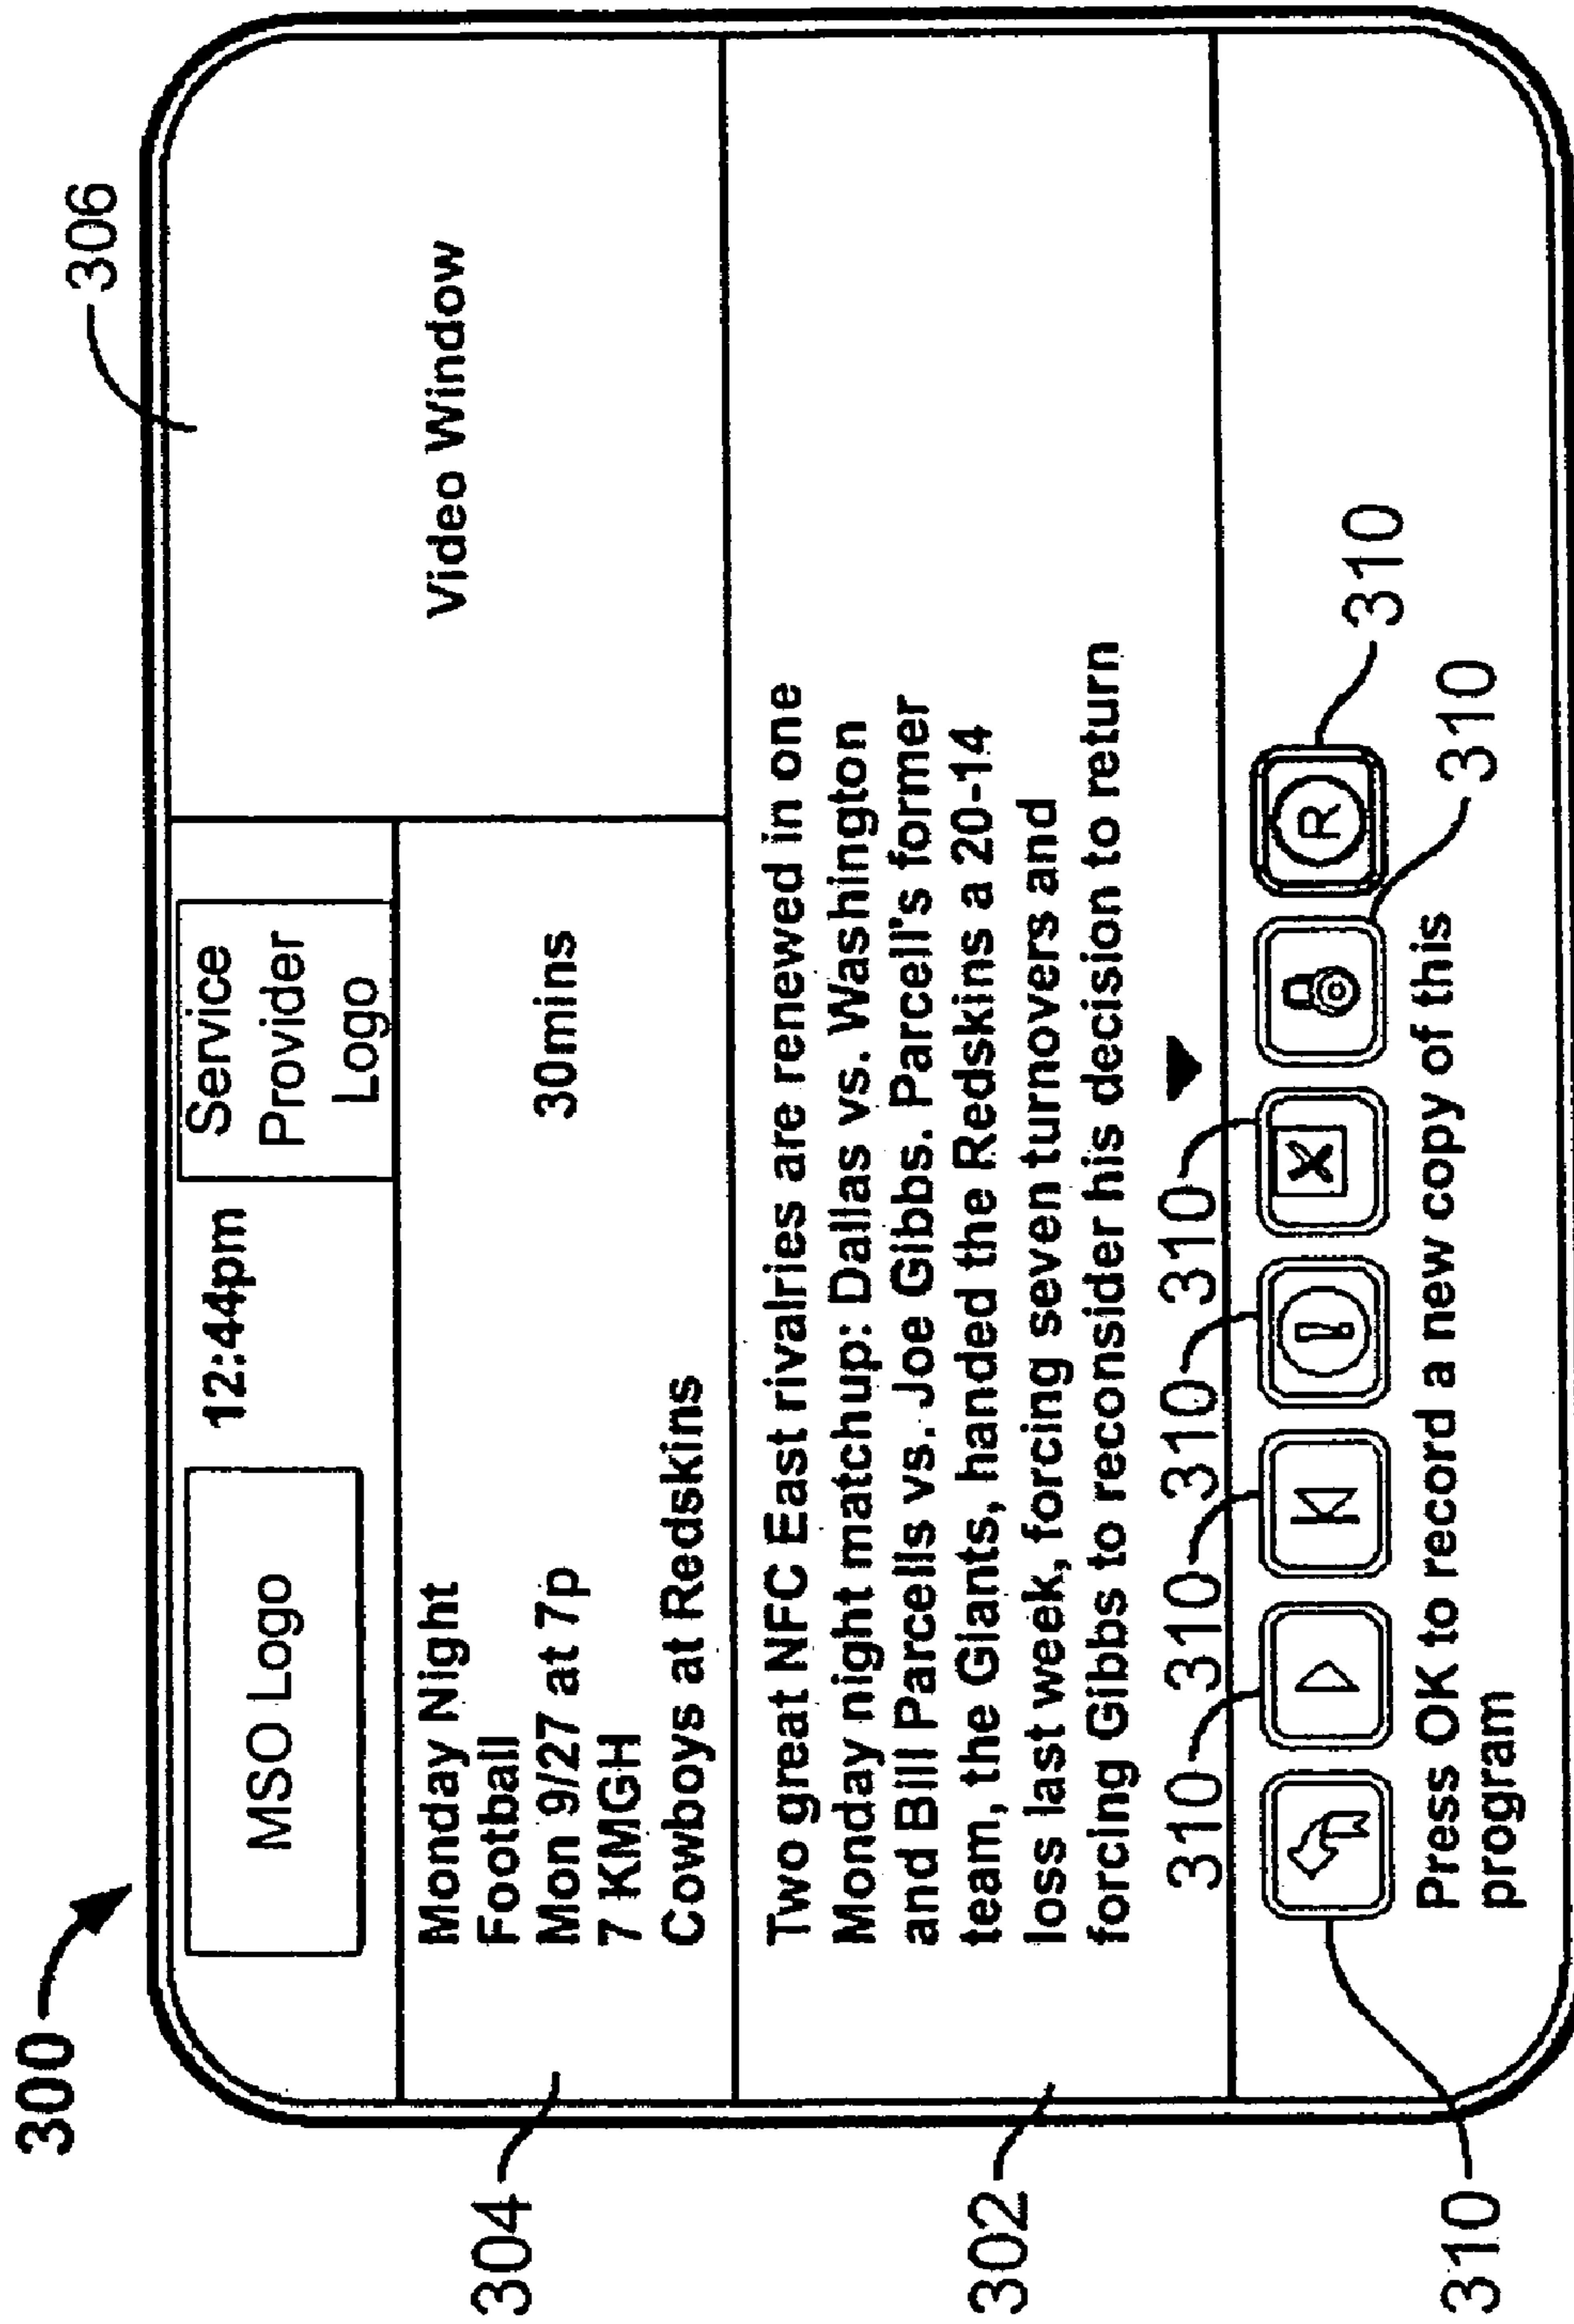 300
306
MSO Logo
12:44pm
Service
Provider
Logo
Video Window
304
Monday Night
Football
Mon 9/27 at 7p
7 KMGH
Cowboys at Redskins
30mins
302
Two great NFC East rivalries are renewed in one
Monday night matchup: Dallas vs. Washington
and Bill Parcells vs. Joe Gibbs. Parcell's former
team, the Giants, handed the Redskins a 20-14
loss last week, forcing seven turnovers and
forcing Gibbs to reconsider his decision to return
310
310
310
310
R
310
310
310
Press OK to record a new copy of this
program